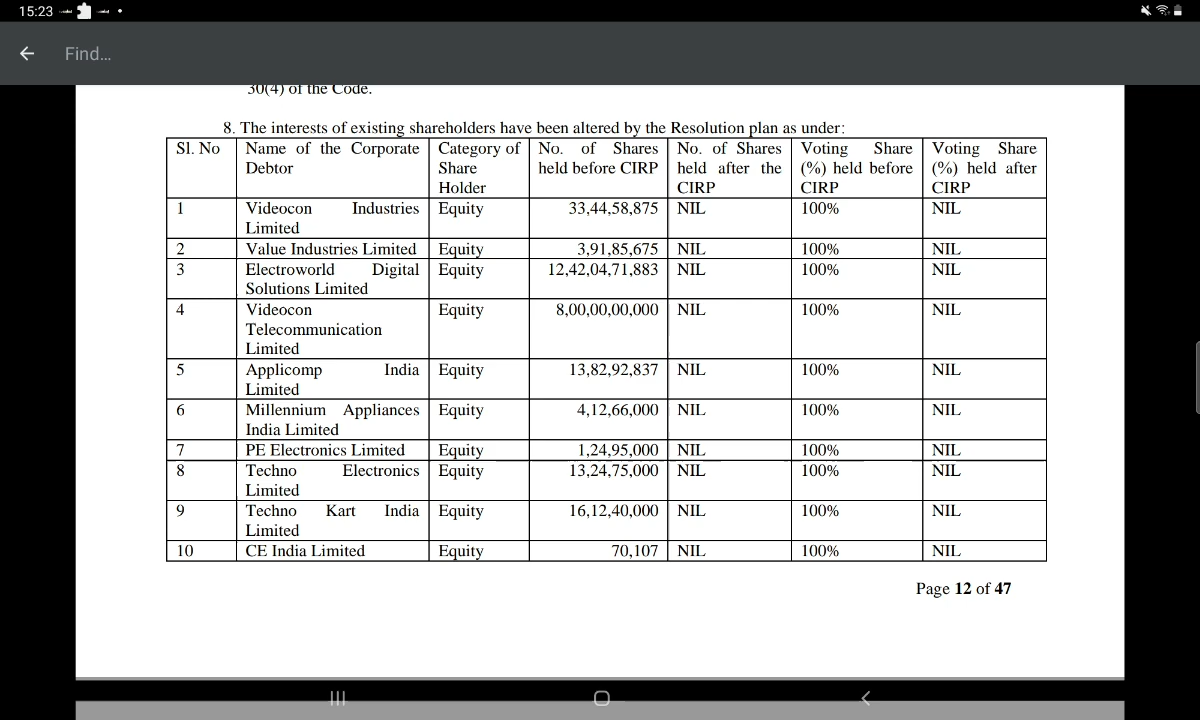 15:23
Find...
30(4) of the Code.
8. The interests of existing shareholders have been altered by the Resolution plan as under:
Sl. No Name of the Corporate Category of No. of Shares No. of Shares Voting Share Voting Share
Debtor Share held before CIRP held after the (%) held before (%) held after
Holder CIRP CIRP CIRP
1 Videocon Industries Equity 33,44,58,875 NIL 100% NIL
Limited
2 Value Industries Limited Equity 3,91,85,675 NIL 100% NIL
3 Electroworld Digital Equity 12,42,04,71,883 NIL 100% NIL
Solutions Limited
4 Videocon Equity 8,00,00,00,000 NIL 100% NIL
Telecommunication
Limited
5 Applicomp India Equity 13,82,92,837 NIL 100% NIL
Limited
6 Millennium Appliances Equity 4,12,66,000 NIL 100% NIL
India Limited
7 PE Electronics Limited Equity 1,24,95,000 NIL 100% NIL
8 Techno Electronics Equity 13,24,75,000 NIL 100% NIL
Limited
9 Techno Kart India Equity 16,12,40,000 NIL 100% NIL
Limited
10 CE India Limited Equity 70,107 NIL 100% NIL
Page 12 of 47